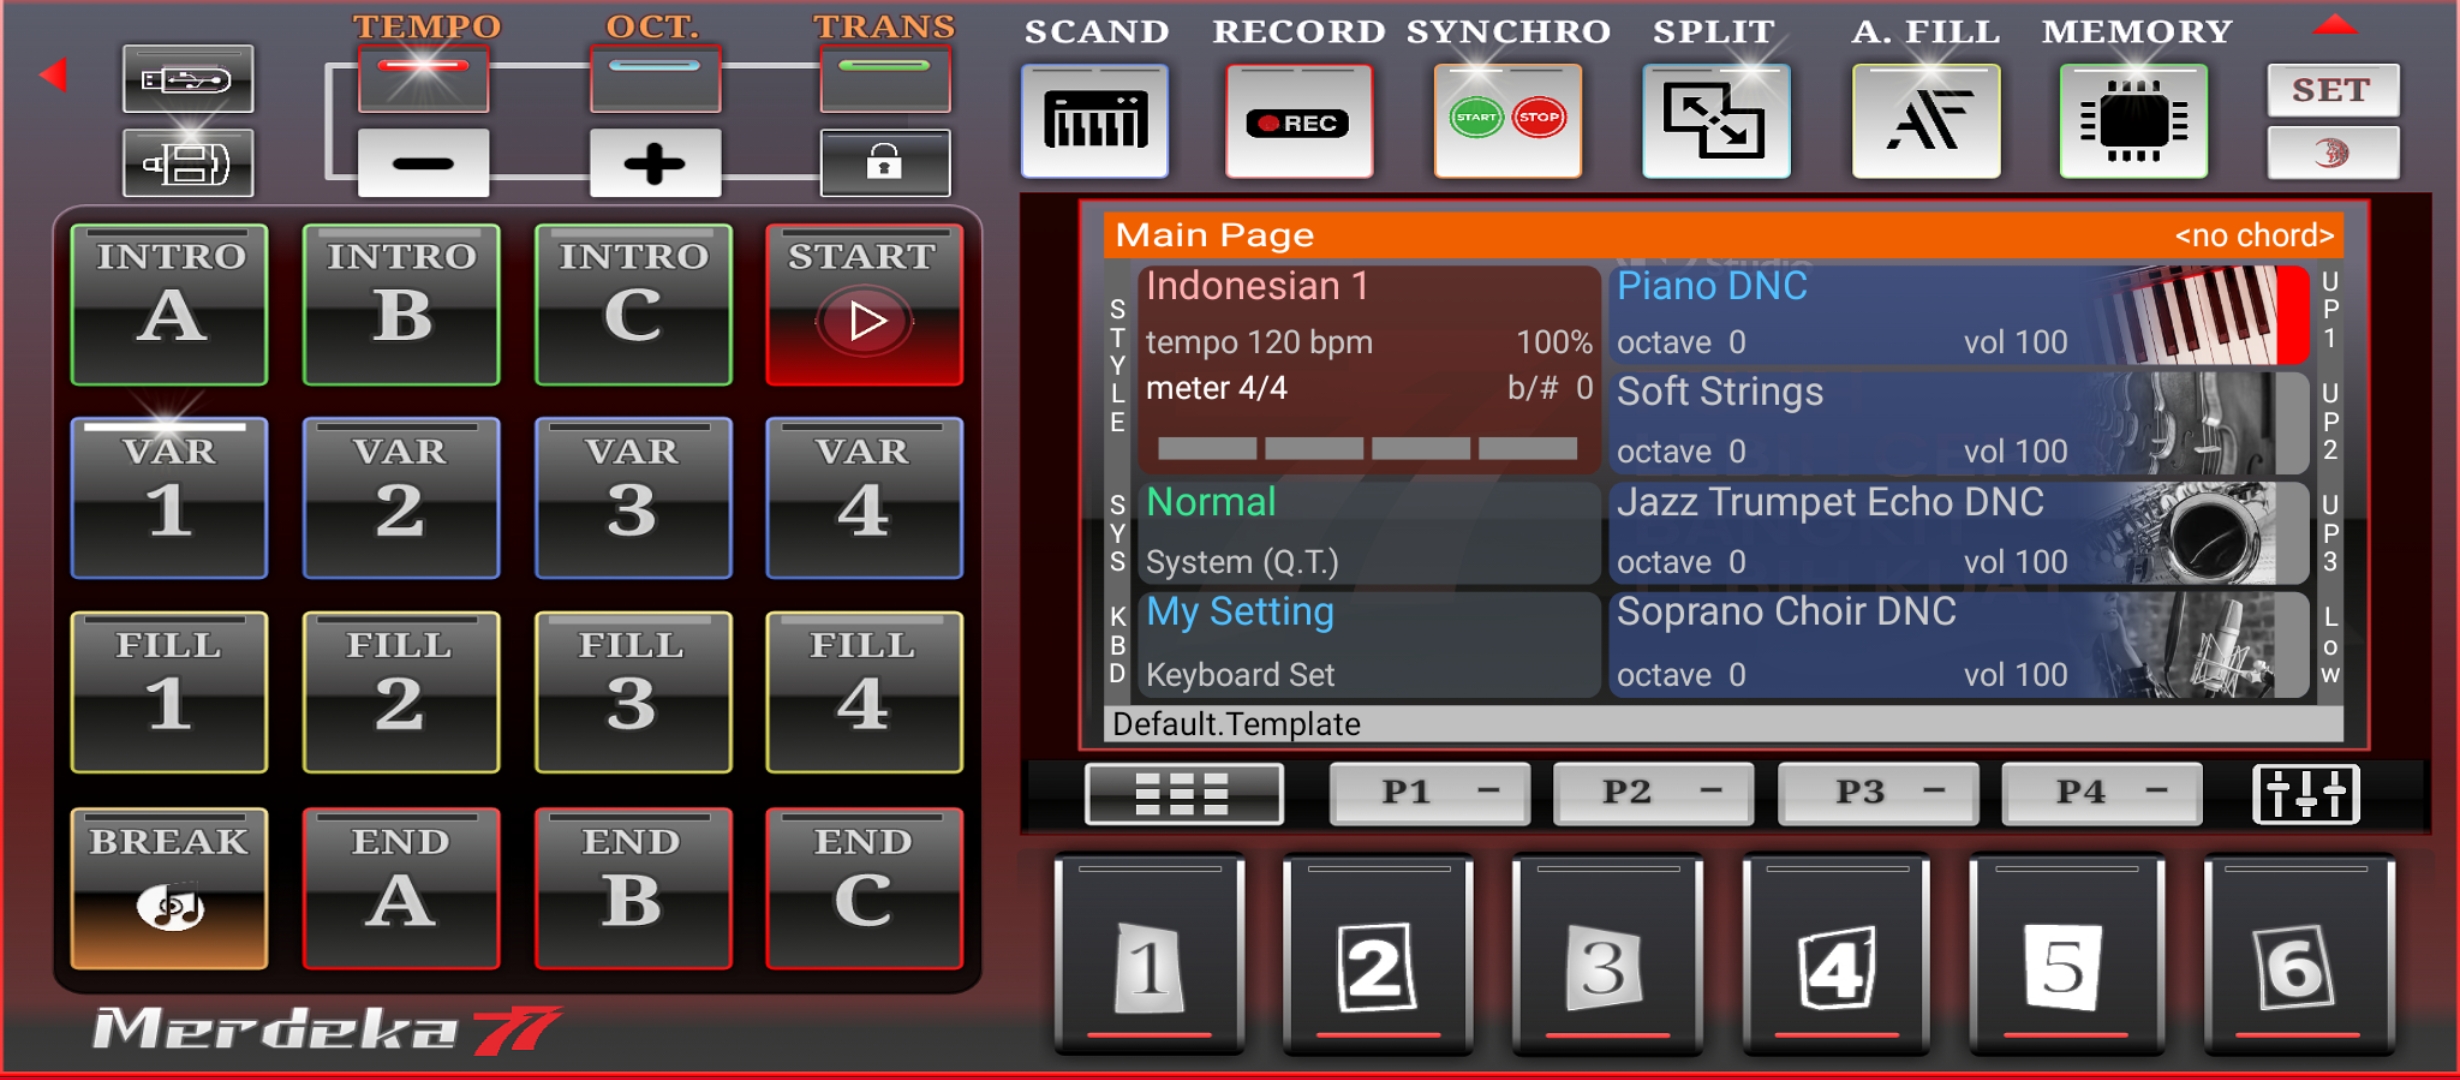 TEMPO
OCT.
TRANS
SCAND
RECORD
SYNCHRO
SPLIT
A. FILL
MEMORY
REC
START
STOP
AF
SET
INTRO
A
INTRO
B
INTRO
C
START
VAR
1
VAR
2
VAR
3
VAR
4
FILL
1
FILL
2
FILL
3
FILL
4
BREAK
END
A
END
B
END
C
Merdeka 77
Main Page
<no chord>
STYLE
Indonesian 1
tempo 120 bpm 100%
meter 4/4 b/# 0
SYS
Normal
System (Q.T.)
KBD
My Setting
Keyboard Set
Piano DNC
octave 0 vol 100
UP1
Soft Strings
octave 0 vol 100
UP2
Jazz Trumpet Echo DNC
octave 0 vol 100
UP3
Soprano Choir DNC
octave 0 vol 100
Low
Default.Template
P1 -
P2 -
P3 -
P4 -
1
2
3
4
5
6